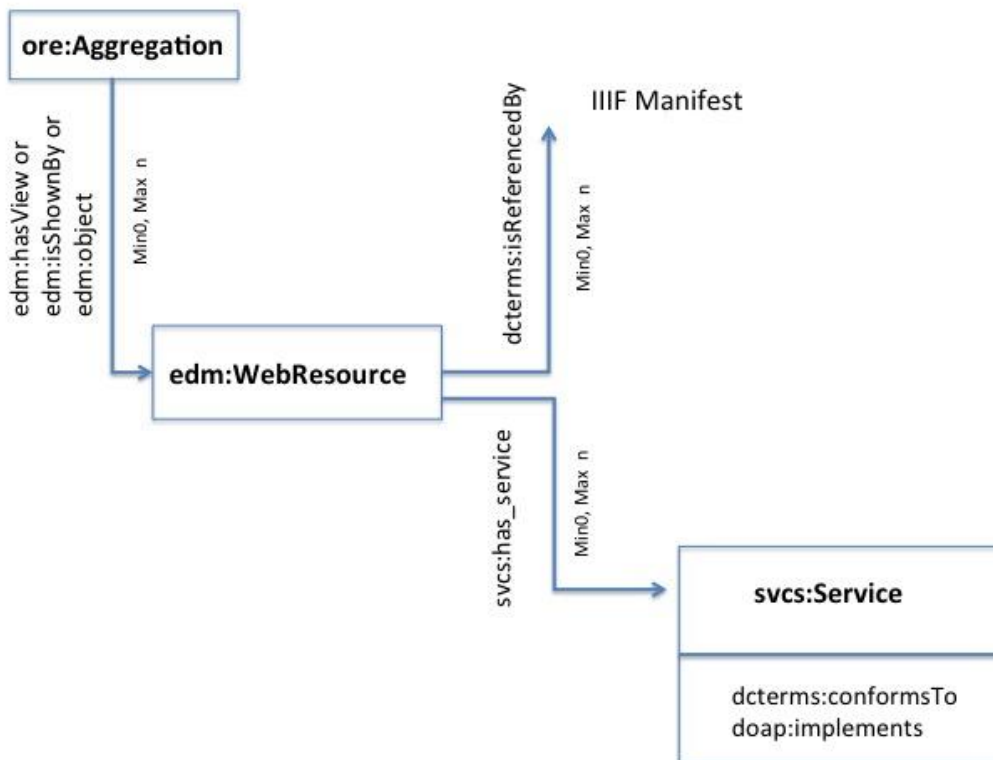 ore:Aggregation
edm:hasView or
edm:isShownBy or
edm:object
Min0, Max n
IIIF Manifest
dcterms:isReferencedBy
Min0, Max n
edm:WebResource
svcs:has_service
Min0, Max n
svcs:Service
dcterms:conformsTo
doap:implements